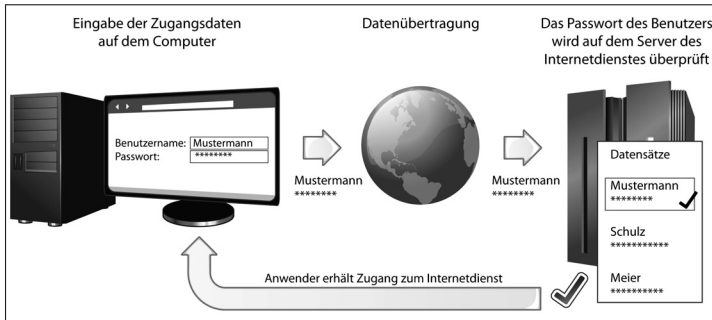 Eingabe der Zugangsdaten
auf dem Computer
Datenübertragung
Das Passwort des Benutzers
wird auf dem Server des
Internetdienstes überprüft
Benutzername: Mustermann
Passwort: ********
Mustermann
********
Mustermann
********
Datensätze
Mustermann
********
Schulz
***********
Meier
**********
Anwender erhält Zugang zum Internetdienst